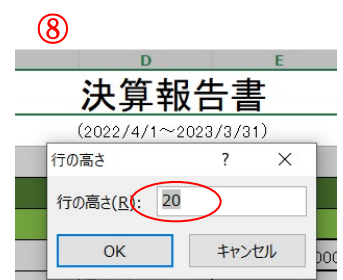 ⑧
D E
決算報告書
(2022/4/1～2023/3/31)
行の高さ ? ×
行の高さ(R): 20
OK キャンセル